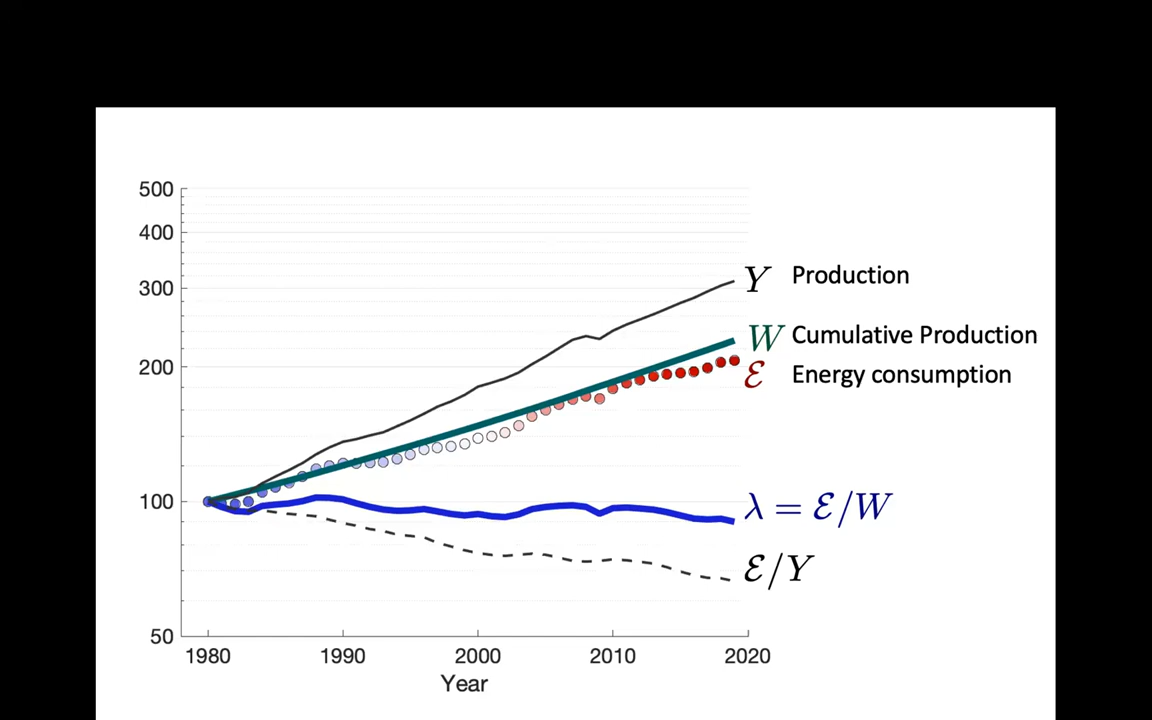 500
400
300
200
100
50
1980 1990 2000 2010 2020
Year
Y Production
W Cumulative Production
ℰ Energy consumption
λ = ℰ/W
ℰ/Y